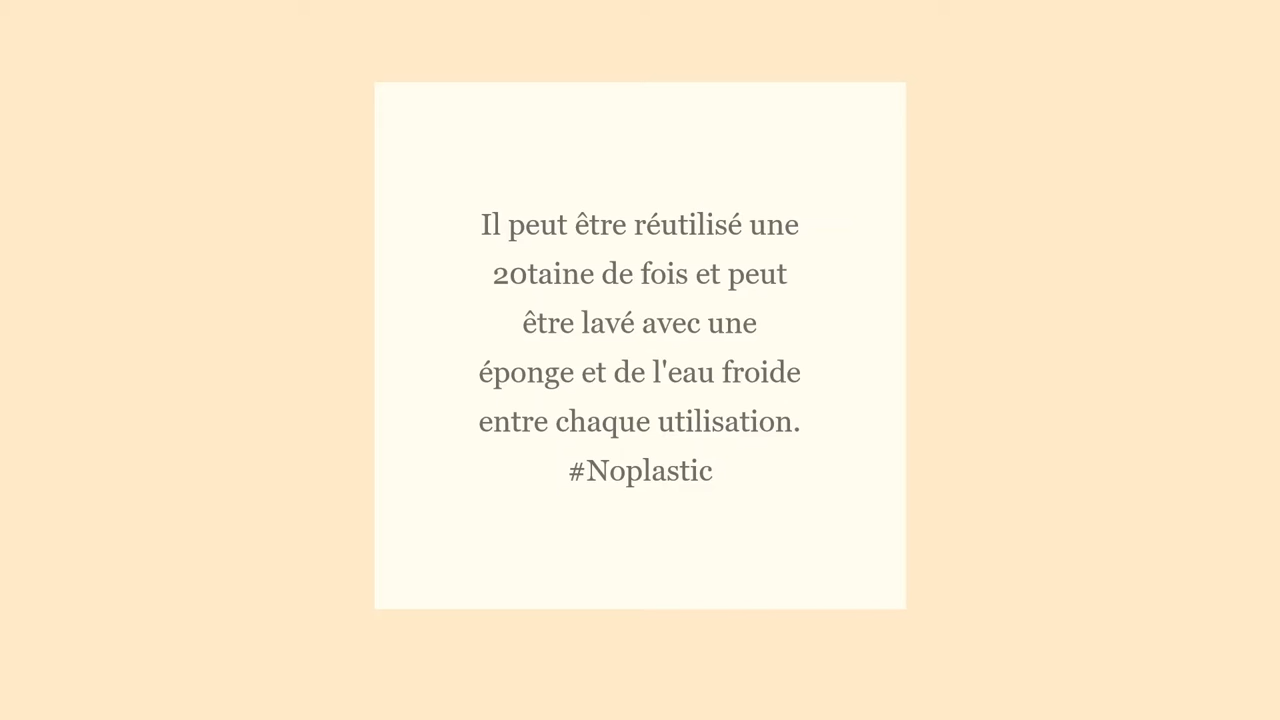 Il peut être réutilisé une
20taine de fois et peut
être lavé avec une
éponge et de l'eau froide
entre chaque utilisation.
#Noplastic